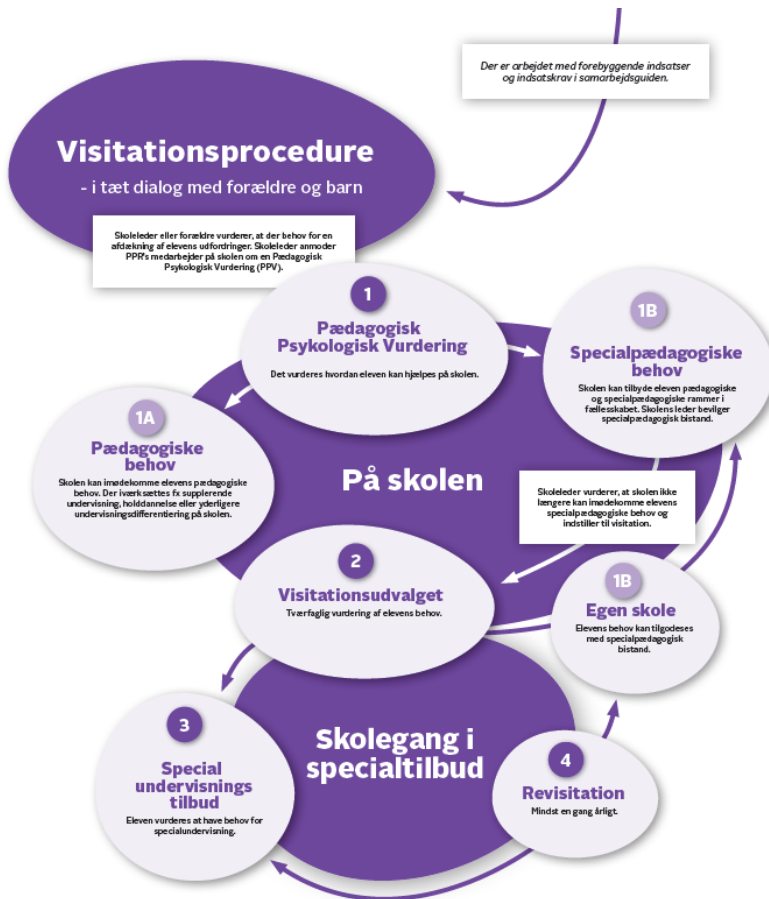 Der er arbejdet med forebyggende indsatser
og indsatskrav i samarbejdsguiden.
Visitationsprocedure
- i tæt dialog med forældre og barn
Skoleleder eller forældre vurderer, at der behov for en
afdækning af elevens udfordringer. Skoleleder anmoder
PPR's medarbejder på skolen om en Pædagogisk
Psykologisk Vurdering (PPV).
1
Pædagogisk
Psykologisk Vurdering
Det vurderes hvordan eleven kan hjælpes på skolen.
1B
Specialpædagogiske
behov
Skolen kan tilbyde eleven pædagogiske
og specialpædagogiske rammer i
fællesskabet. Skolens leder bevilger
specialpædagogisk bistand.
1A
Pædagogiske
behov
Skolen kan imødekomme elevens pædagogiske
behov. Der iværksættes fx supplerende
undervisning, holddannelse eller yderligere
undervisningsdifferentiering på skolen.
På skolen
Skoleleder vurderer, at skolen ikke
længere kan imødekomme elevens
specialpædagogiske behov og
indstiller til visitation.
2
Visitationsudvalget
Tværfaglig vurdering af elevens behov.
1B
Egen skole
Elevens behov kan tilgodeses
med specialpædagogisk
bistand.
3
Special
undervisnings
tilbud
Eleven vurderes at have behov for
specialundervisning.
Skolegang i
specialtilbud
4
Revisitation
Mindst en gang årligt.